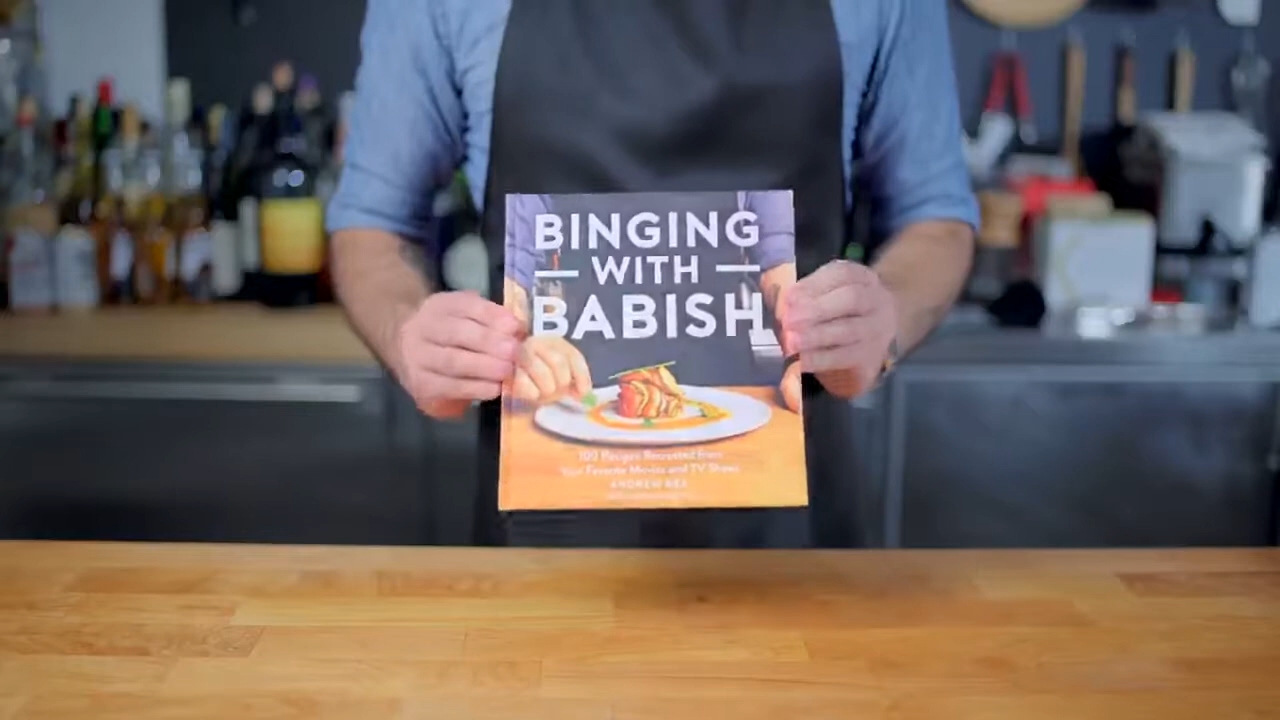 BINGING
WITH
BABISH
100 Recipes Recreated from
Your Favorite Movies and TV Shows
ANDREW REA